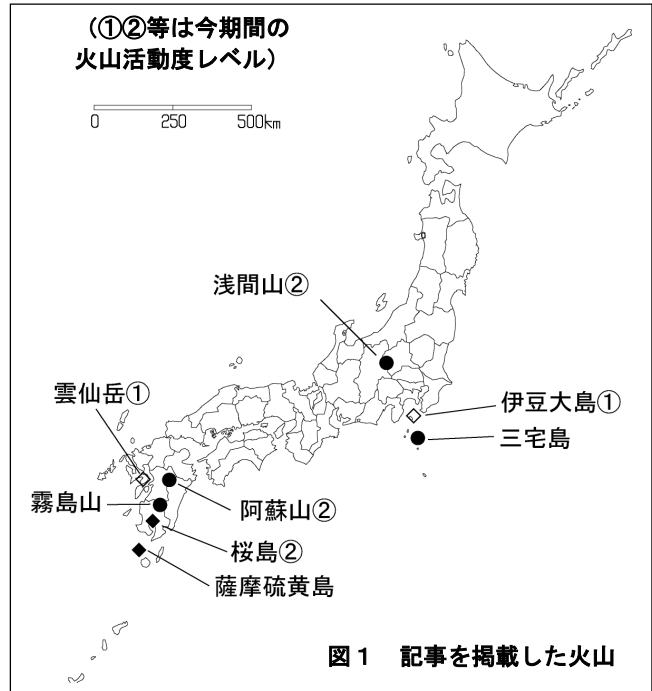 （①②等は今期間の
火山活動度レベル）
0 250 500km
浅間山②
雲仙岳①
伊豆大島①
三宅島
霧島山
阿蘇山②
桜島②
薩摩硫黄島
図１ 記事を掲載した火山